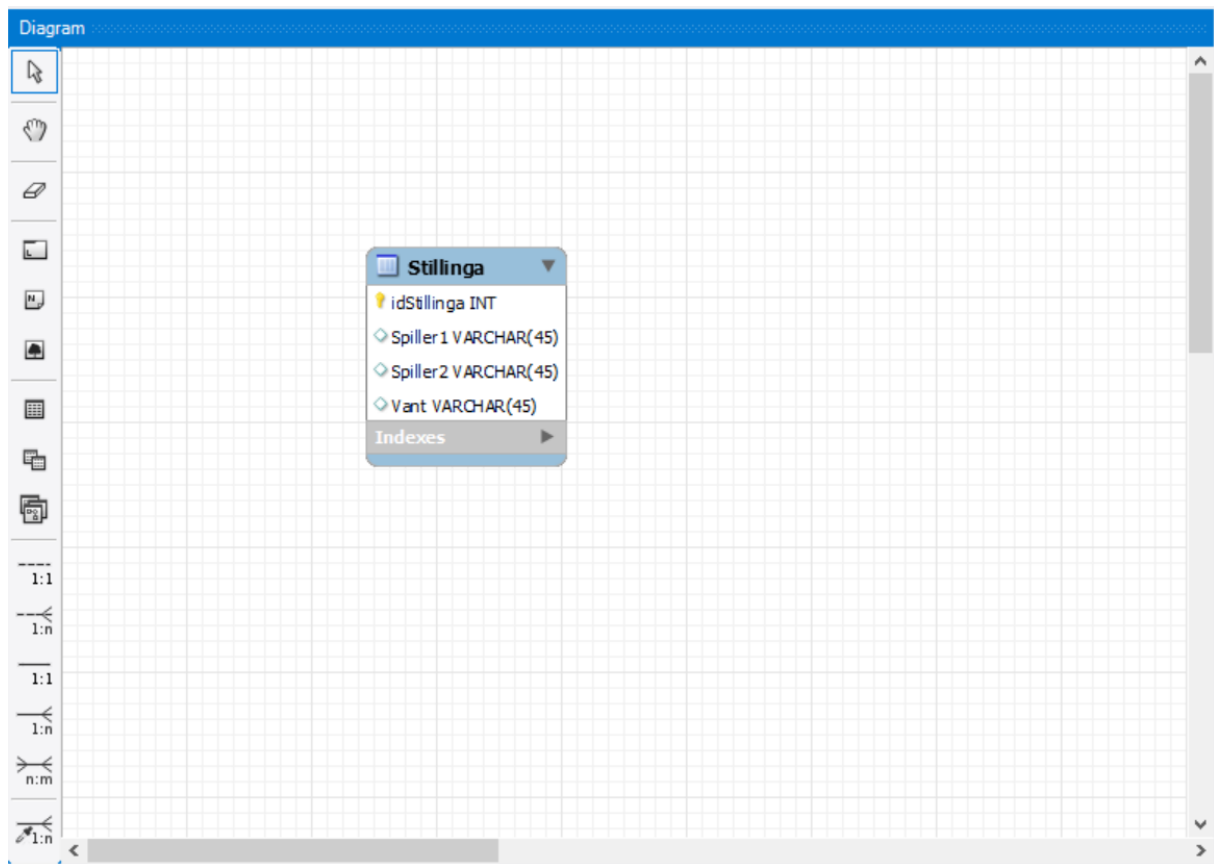 Diagram
Stillinga
idStillinga INT
Spiller1 VARCHAR(45)
Spiller2 VARCHAR(45)
Vant VARCHAR(45)
Indexes
1:1
1:n
1:1
1:n
n:m
1:n